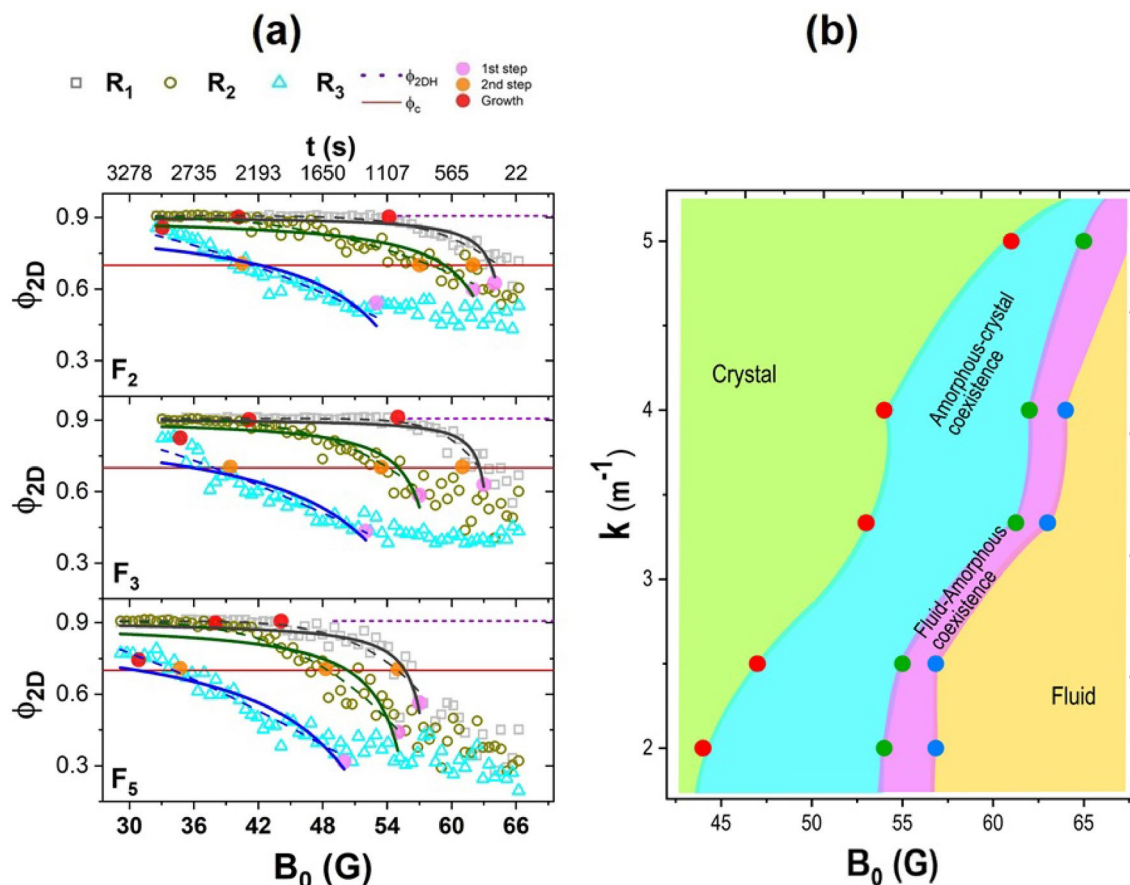 (a)
R1 R2 R3 ϕ2DH ϕc 1st step 2nd step Growth
t (s)
3278 2735 2193 1650 1107 565 22
0.9
0.6
0.3
ϕ2D
F2
0.9
0.6
0.3
ϕ2D
F3
0.9
0.6
0.3
ϕ2D
F5
30 36 42 48 54 60 66
B0 (G)
(b)
5
4
3
2
k (m-1)
Crystal
Amorphous-crystal
coexistence
Fluid-Amorphous
coexistence
Fluid
45 50 55 60 65
B0 (G)